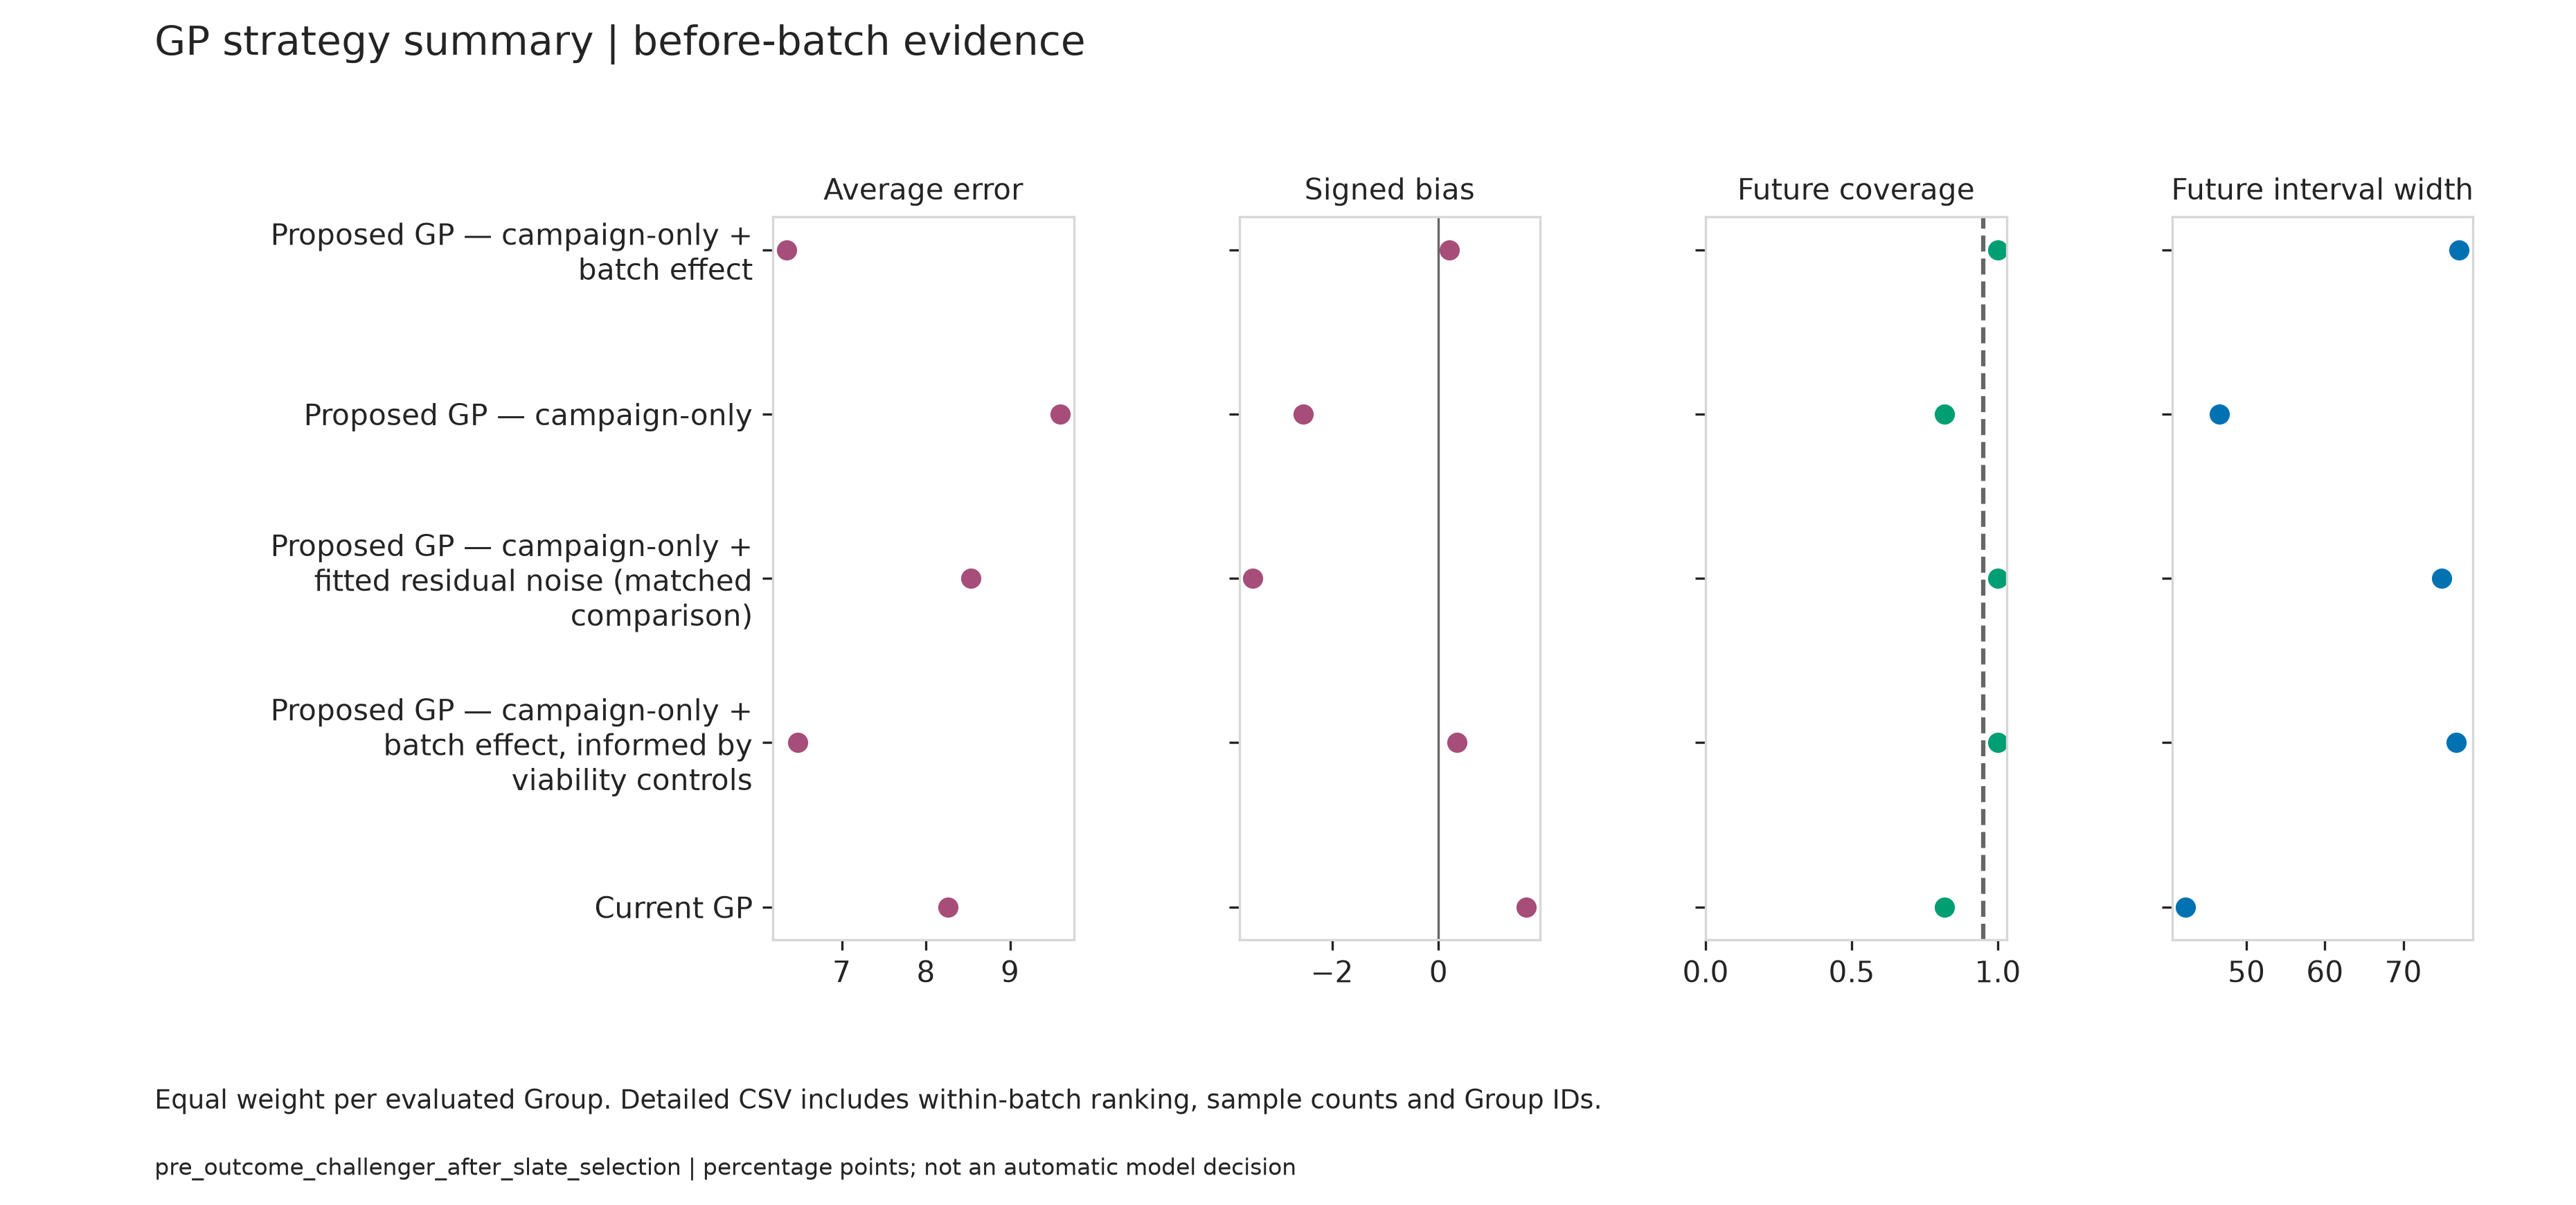 GP strategy summary | before-batch evidence
Average error
Signed bias
Future coverage
Future interval width
Proposed GP — campaign-only +
batch effect
Proposed GP — campaign-only
Proposed GP — campaign-only +
fitted residual noise (matched
comparison)
Proposed GP — campaign-only +
batch effect, informed by
viability controls
Current GP
7 8 9
−2 0
0.0 0.5 1.0
50 60 70
Equal weight per evaluated Group. Detailed CSV includes within-batch ranking, sample counts and Group IDs.
pre_outcome_challenger_after_slate_selection | percentage points; not an automatic model decision